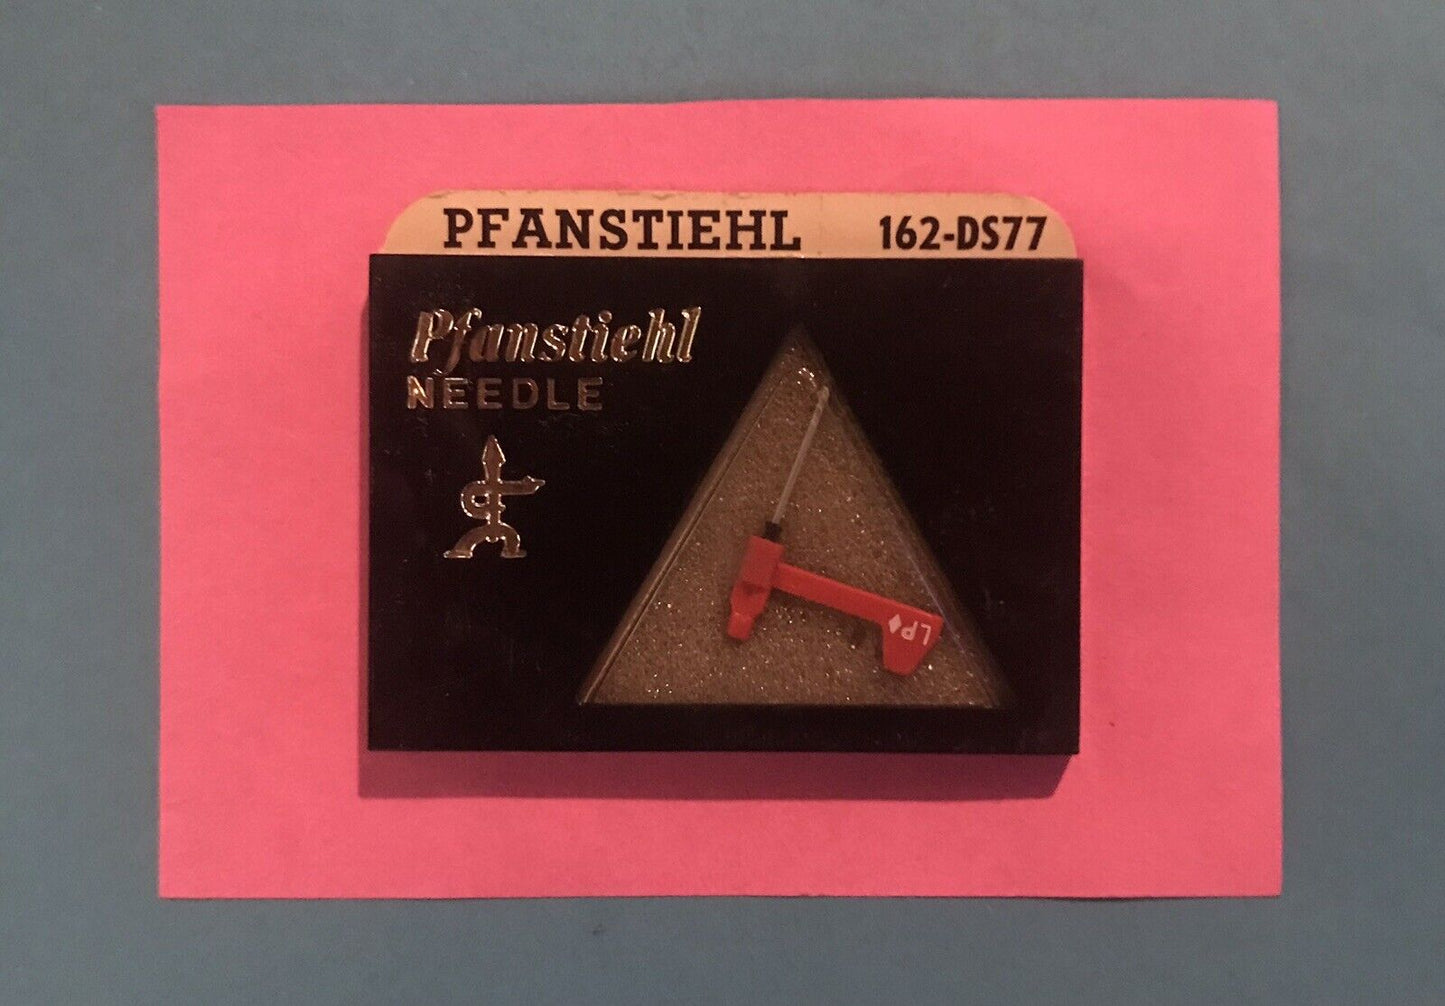 PFANSTIEHL 162-DS77
Pfanstiehl
NEEDLE
LP♦